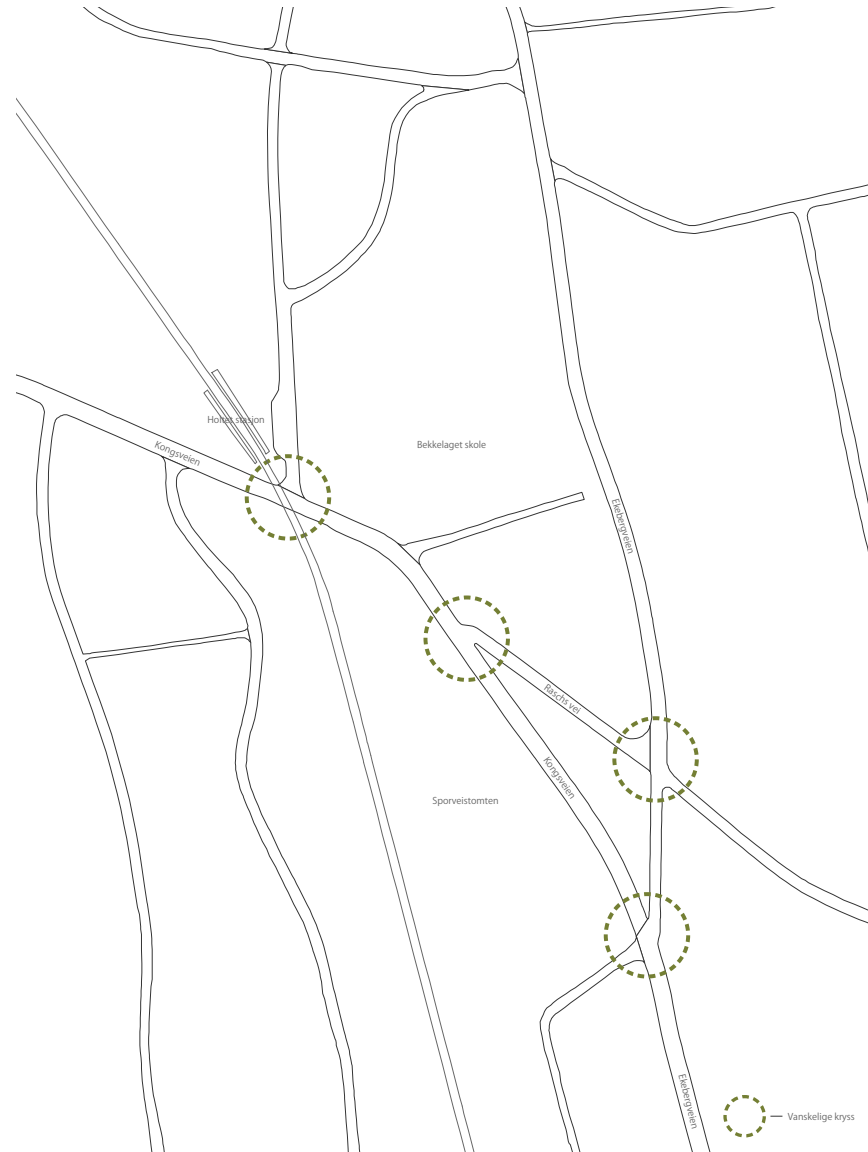 Holtet stasjon
Bekkelaget skole
Kongsveien
Ekebergveien
Raschs vei
Kongsveien
Sporveistomten
Ekebergveien
Vanskelige kryss